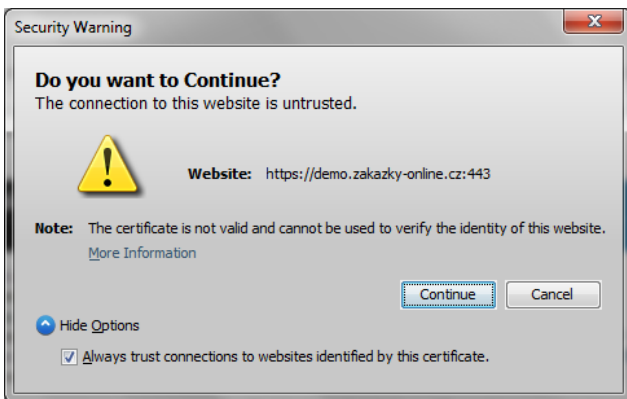 Security Warning
Do you want to Continue?
The connection to this website is untrusted.
Website: https://demo.zakazky-online.cz:443
Note: The certificate is not valid and cannot be used to verify the identity of this website.
More Information
Continue Cancel
Hide Options
Always trust connections to websites identified by this certificate.